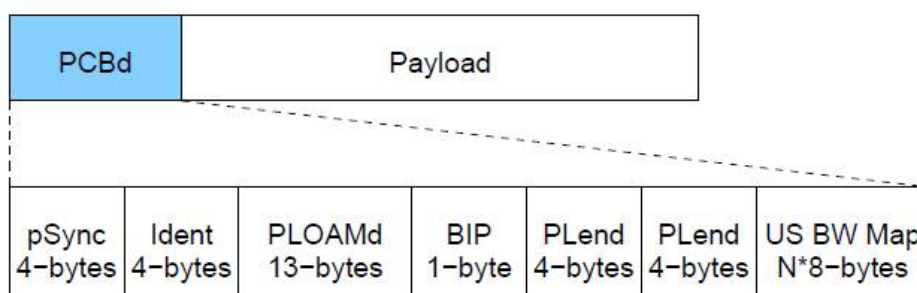 PCBd
Payload
pSync
4-bytes
Ident
4-bytes
PLOAMd
13-bytes
BIP
1-byte
PLend
4-bytes
PLend
4-bytes
US BW Map
N*8-bytes